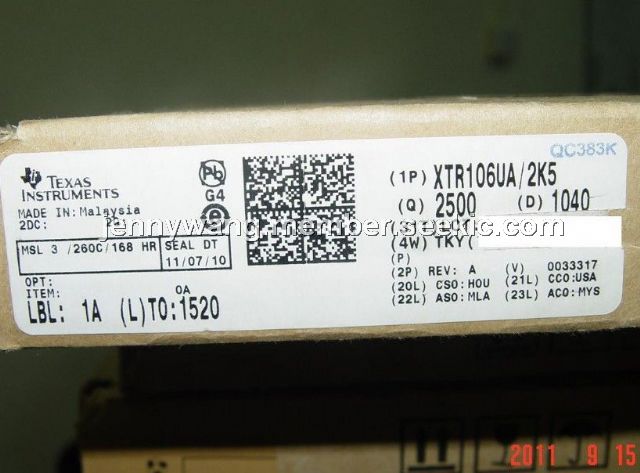 QC383K
TEXAS
INSTRUMENTS
MADE IN: Malaysia
2DC:
Pb
G4
MSL 3 /260C/168 HR
SEAL DT
11/07/10
OPT:
ITEM:
0A
LBL: 1A (L)TO:1520
(1P) XTR106UA/2K5
(Q) 2500 (D) 1040
(4W) TKY(
(P)
(2P) REV: A (V) 0033317
(20L) CSO:HOU (21L) CCO:USA
(22L) ASO:MLA (23L) ACO:MYS
jennywang.member.seekic.com
2011 9 15